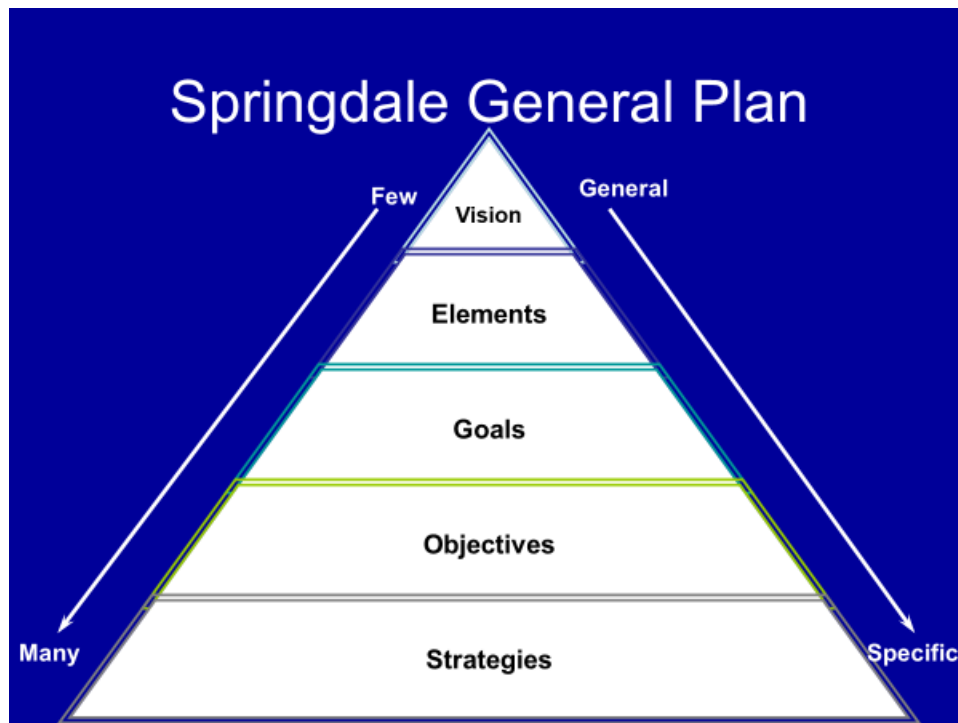 Springdale General Plan
Few
General
Vision
Elements
Goals
Objectives
Many
Strategies
Specific